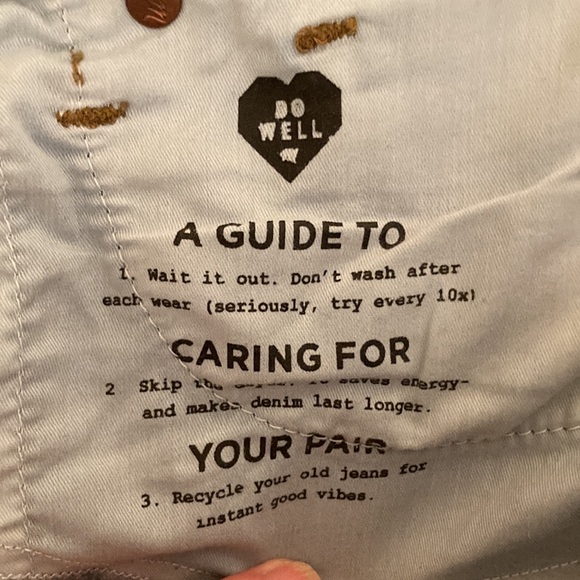 DO
WELL
A GUIDE TO
1. Wait it out. Don't wash after
each wear (seriously, try every 10x)
CARING FOR
2 Skip the saves energy-
and makes denim last longer.
YOUR PAIR
3. Recycle your old jeans for
instant good vibes.